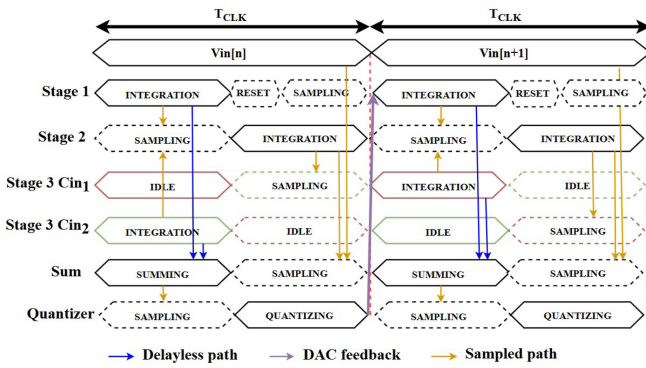 T_CLK T_CLK
Vin[n] Vin[n+1]
Stage 1 INTEGRATION RESET SAMPLING INTEGRATION RESET SAMPLING
Stage 2 SAMPLING INTEGRATION SAMPLING INTEGRATION
Stage 3 Cin1 IDLE SAMPLING INTEGRATION IDLE
Stage 3 Cin2 INTEGRATION IDLE IDLE SAMPLING
Sum SUMMING SAMPLING SUMMING SAMPLING
Quantizer SAMPLING QUANTIZING SAMPLING QUANTIZING
Delayless path DAC feedback Sampled path